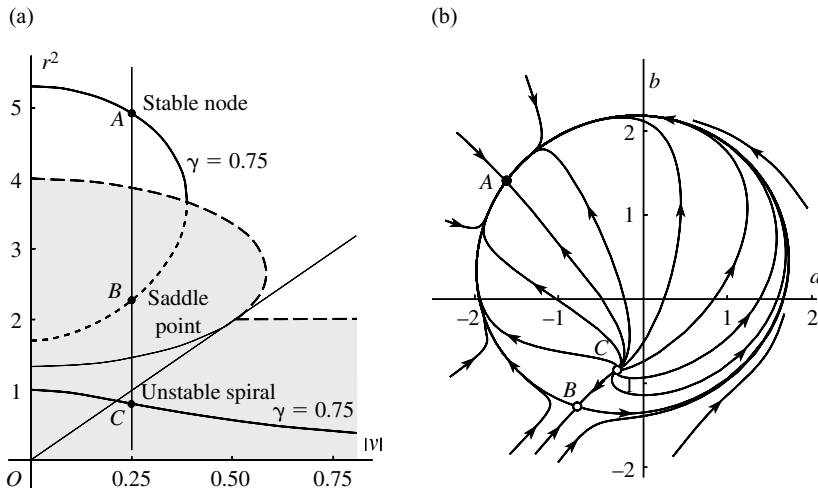 (a)
(b)
r²
5
Stable node
A
γ = 0.75
4
3
B
Saddle
point
2
1
Unstable spiral
C
γ = 0.75
|ν|
O
0.25
0.50
0.75
b
2
A
1
a
–2
–1
1
2
C
–1
B
–2